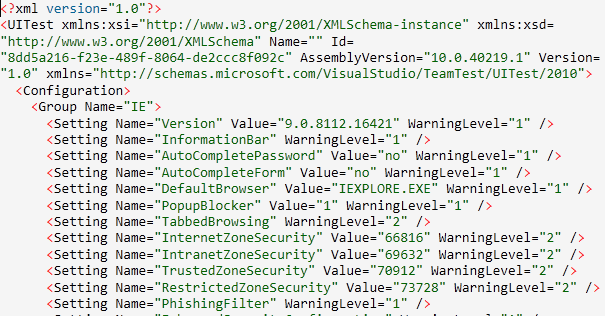 <?xml version="1.0"?>
<UITest xmlns:xsi="http://www.w3.org/2001/XMLSchema-instance" xmlns:xsd=
"http://www.w3.org/2001/XMLSchema" Name="" Id=
"8dd5a216-f23e-489f-8064-de2ccc8f092c" AssemblyVersion="10.0.40219.1" Version=
"1.0" xmlns="http://schemas.microsoft.com/VisualStudio/TeamTest/UITest/2010">
  <Configuration>
    <Group Name="IE">
      <Setting Name="Version" Value="9.0.8112.16421" WarningLevel="1" />
      <Setting Name="InformationBar" WarningLevel="1" />
      <Setting Name="AutoCompletePassword" Value="no" WarningLevel="1" />
      <Setting Name="AutoCompleteForm" Value="no" WarningLevel="1" />
      <Setting Name="DefaultBrowser" Value="IEXPLORE.EXE" WarningLevel="1" />
      <Setting Name="PopupBlocker" Value="1" WarningLevel="1" />
      <Setting Name="TabbedBrowsing" WarningLevel="2" />
      <Setting Name="InternetZoneSecurity" Value="66816" WarningLevel="2" />
      <Setting Name="IntranetZoneSecurity" Value="69632" WarningLevel="2" />
      <Setting Name="TrustedZoneSecurity" Value="70912" WarningLevel="2" />
      <Setting Name="RestrictedZoneSecurity" Value="73728" WarningLevel="2" />
      <Setting Name="PhishingFilter" WarningLevel="1" />